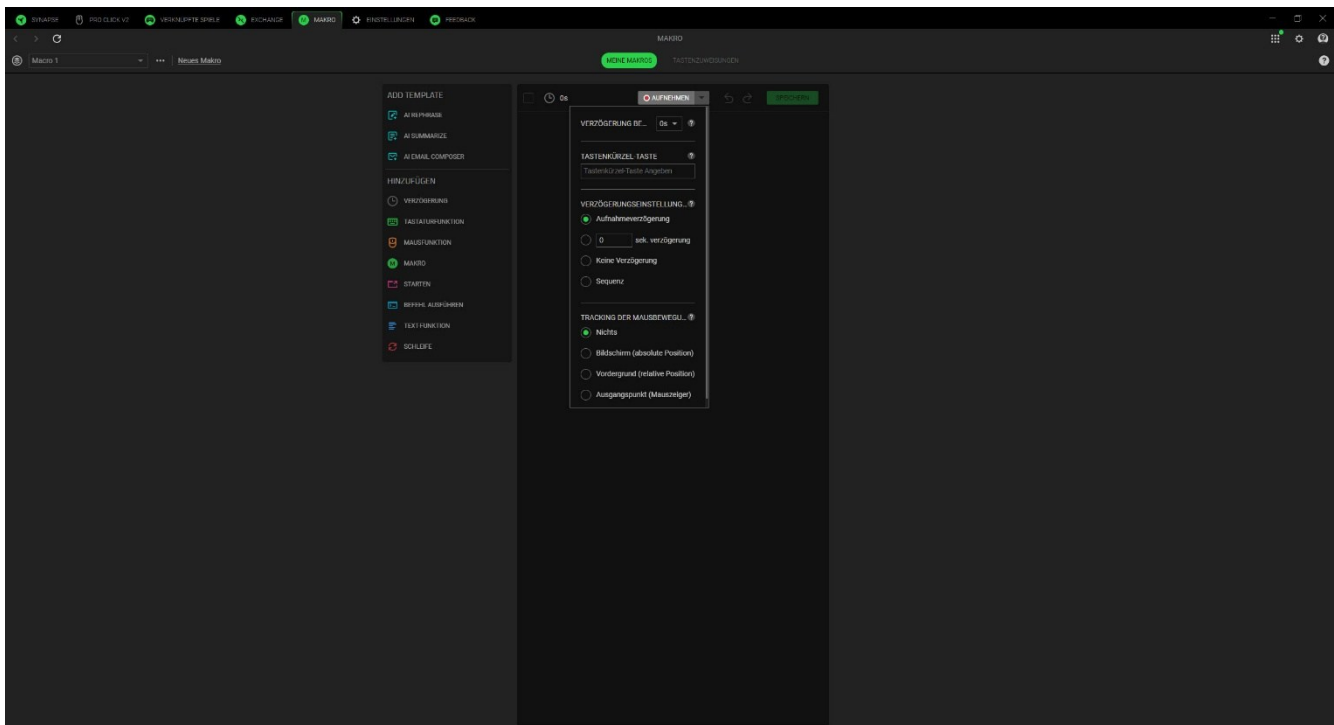 SYNAPSE PRO CLICK V2 VERKNÜPFTE SPIELE EXCHANGE MAKRO EINSTELLUNGEN FEEDBACK
MAKRO
Macro 1 Neues Makro MEINE MAKROS TASTENZUWEISUNGEN
ADD TEMPLATE
AI REPHRASE
AI SUMMARIZE
AI EMAIL COMPOSER
HINZUFÜGEN
VERZÖGERUNG
TASTATURFUNKTION
MAUSFUNKTION
MAKRO
STARTEN
BEFEHL AUSFÜHREN
TEXTFUNKTION
SCHLEIFE
0s AUFNEHMEN SPEICHERN
VERZÖGERUNG BE... 0s
TASTENKÜRZEL-TASTE
Tastenkürzel-Taste Angeben
VERZÖGERUNGSEINSTELLUNG...
Aufnahmeverzögerung
0 sek. verzögerung
Keine Verzögerung
Sequenz
TRACKING DER MAUSBEWEGU...
Nichts
Bildschirm (absolute Position)
Vordergrund (relative Position)
Ausgangspunkt (Mauszeiger)